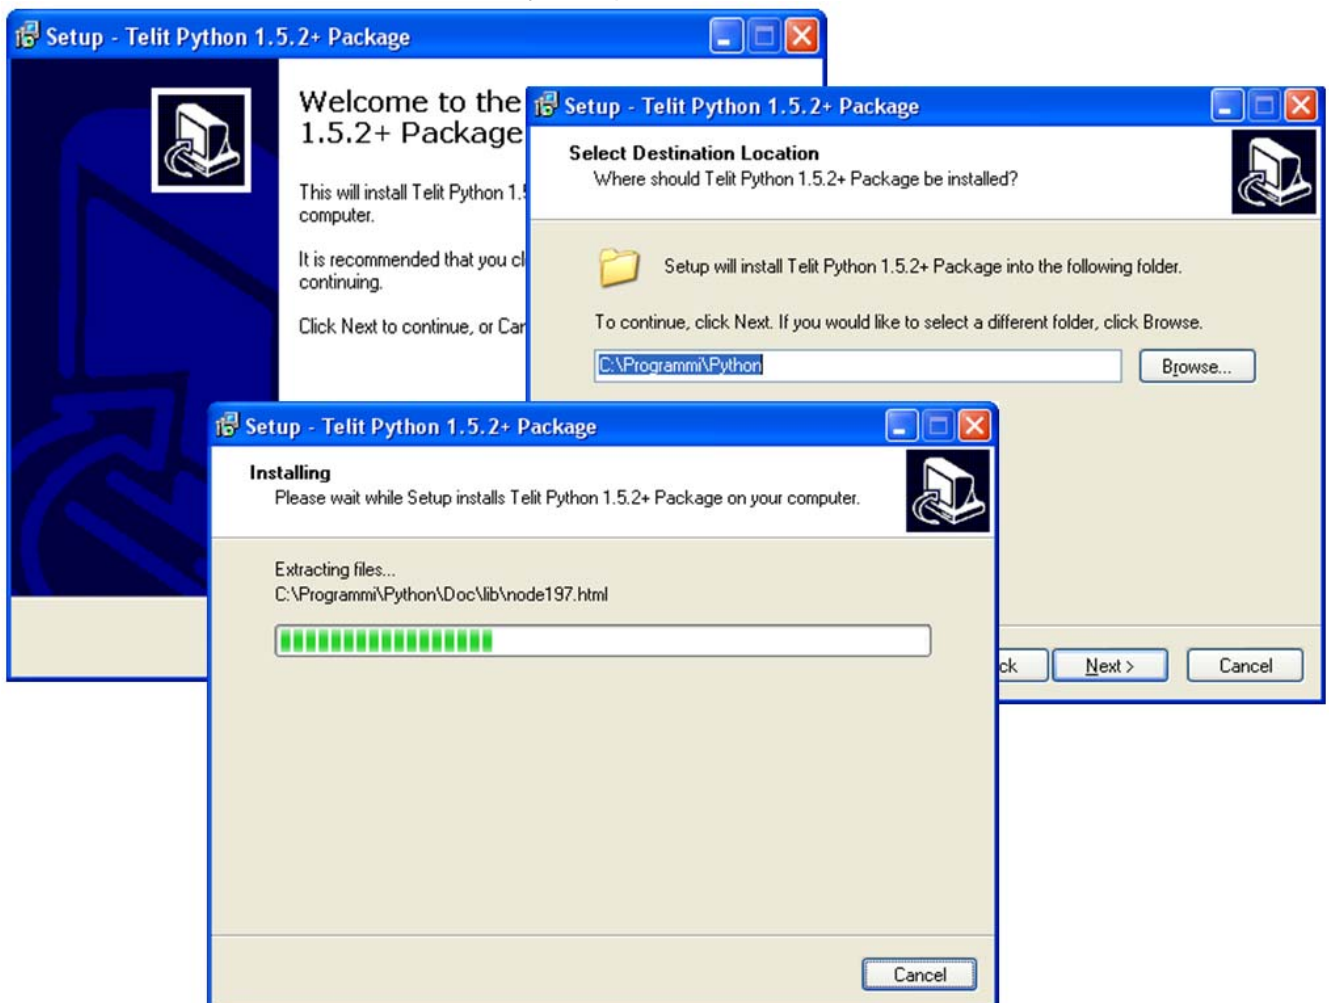 Setup - Telit Python 1.5.2+ Package
Welcome to the
1.5.2+ Package
This will install Telit Python 1.5
computer.
It is recommended that you cl
continuing.
Click Next to continue, or Can
Setup - Telit Python 1.5.2+ Package
Select Destination Location
Where should Telit Python 1.5.2+ Package be installed?
Setup will install Telit Python 1.5.2+ Package into the following folder.
To continue, click Next. If you would like to select a different folder, click Browse.
C:\Programmi\Python
Browse...
ck
Next >
Cancel
Setup - Telit Python 1.5.2+ Package
Installing
Please wait while Setup installs Telit Python 1.5.2+ Package on your computer.
Extracting files...
C:\Programmi\Python\Doc\lib\node197.html
Cancel